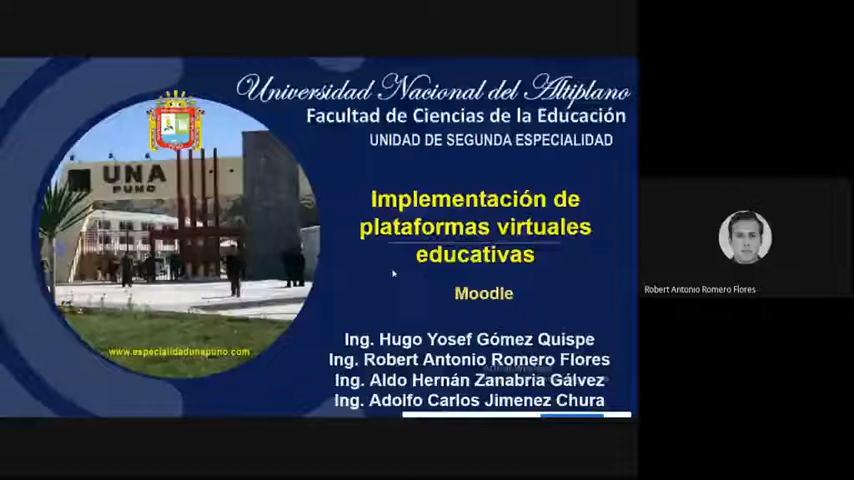 Universidad Nacional del Altiplano
Facultad de Ciencias de la Educación
UNIDAD DE SEGUNDA ESPECIALIDAD
UNA
PUNO
Implementación de
plataformas virtuales
educativas
Moodle
Robert Antonio Romero Flores
www.especialidadunapuno.com
Ing. Hugo Yosef Gómez Quispe
Ing. Robert Antonio Romero Flores
Ing. Aldo Hernán Zanabria Gálvez
Ing. Adolfo Carlos Jimenez Chura